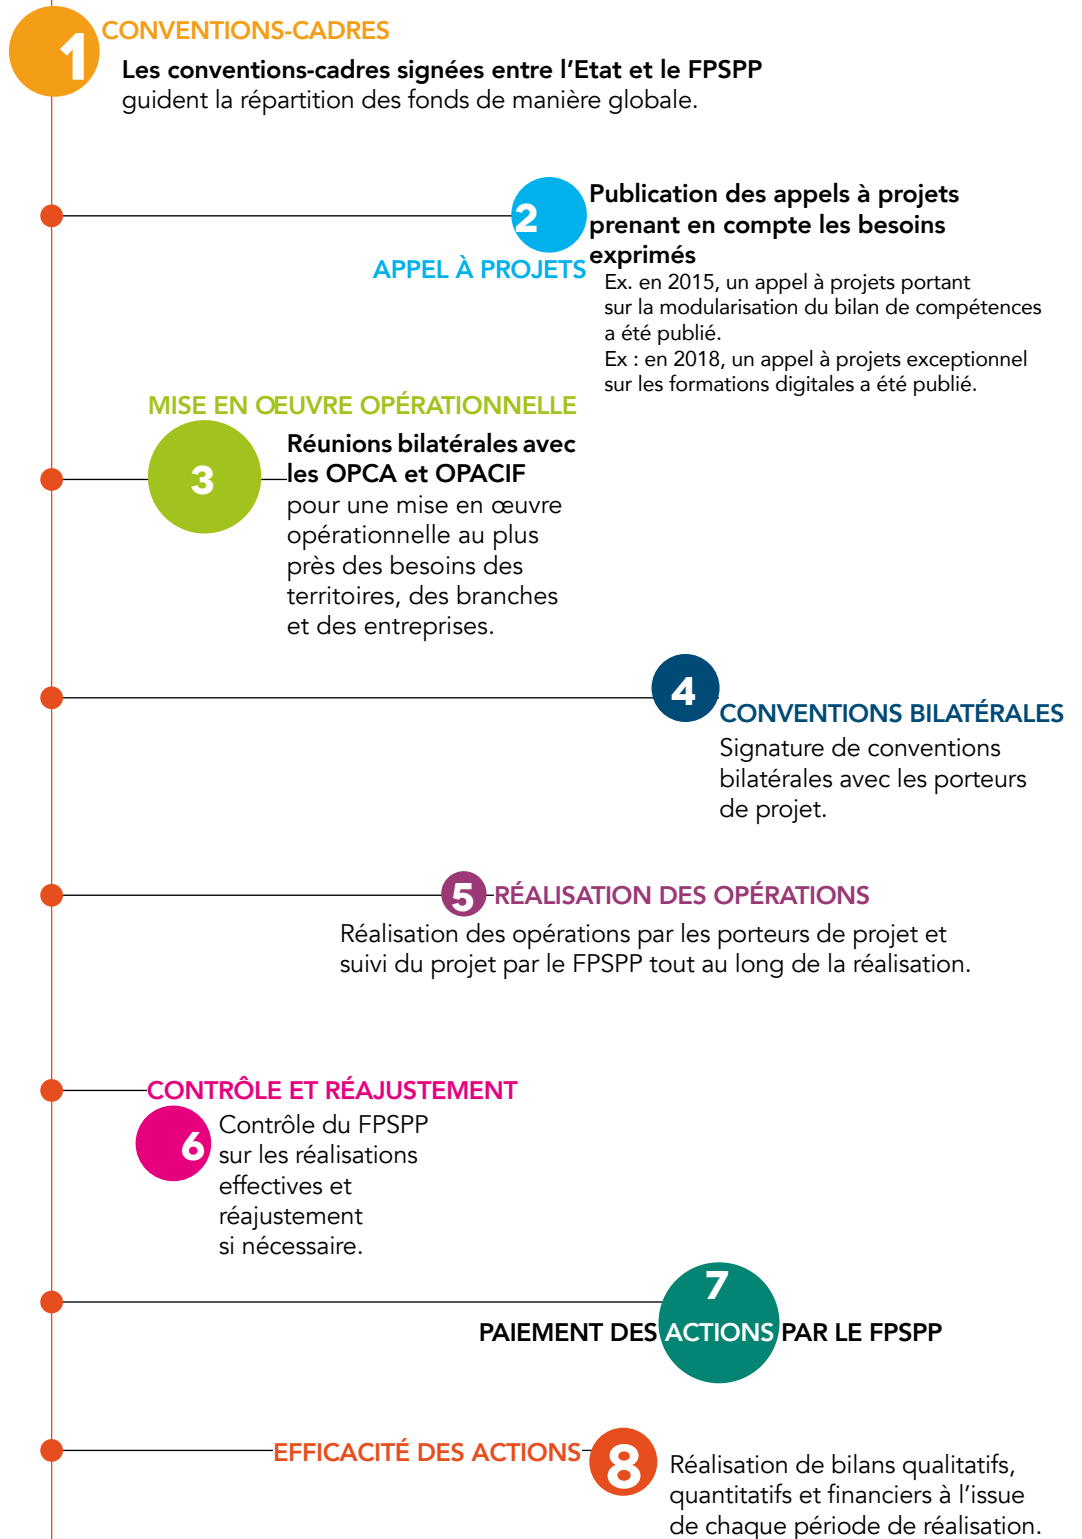 1
CONVENTIONS-CADRES
Les conventions-cadres signées entre l’Etat et le FPSPP
guident la répartition des fonds de manière globale.
2
APPEL À PROJETS
Publication des appels à projets
prenant en compte les besoins
exprimés
Ex. en 2015, un appel à projets portant
sur la modularisation du bilan de compétences
a été publié.
Ex : en 2018, un appel à projets exceptionnel
sur les formations digitales a été publié.
MISE EN ŒUVRE OPÉRATIONNELLE
3
Réunions bilatérales avec
les OPCA et OPACIF
pour une mise en œuvre
opérationnelle au plus
près des besoins des
territoires, des branches
et des entreprises.
4
CONVENTIONS BILATÉRALES
Signature de conventions
bilatérales avec les porteurs
de projet.
5
RÉALISATION DES OPÉRATIONS
Réalisation des opérations par les porteurs de projet et
suivi du projet par le FPSPP tout au long de la réalisation.
CONTRÔLE ET RÉAJUSTEMENT
6
Contrôle du FPSPP
sur les réalisations
effectives et
réajustement
si nécessaire.
7
PAIEMENT DES ACTIONS PAR LE FPSPP
EFFICACITÉ DES ACTIONS
8
Réalisation de bilans qualitatifs,
quantitatifs et financiers à l’issue
de chaque période de réalisation.